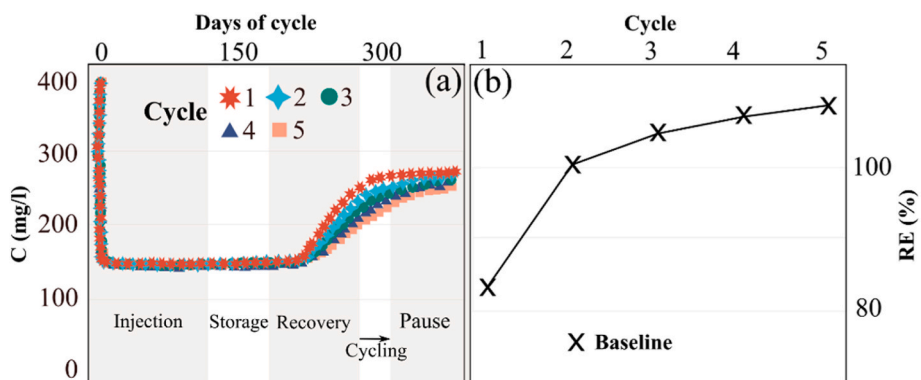 Days of cycle
0 150 300
C (mg/l)
400
300
200
100
0
(a)
Cycle 1 2 3
4 5
Injection Storage Recovery Pause
Cycling
Cycle
1 2 3 4 5
(b)
100
80
RE (%)
Baseline